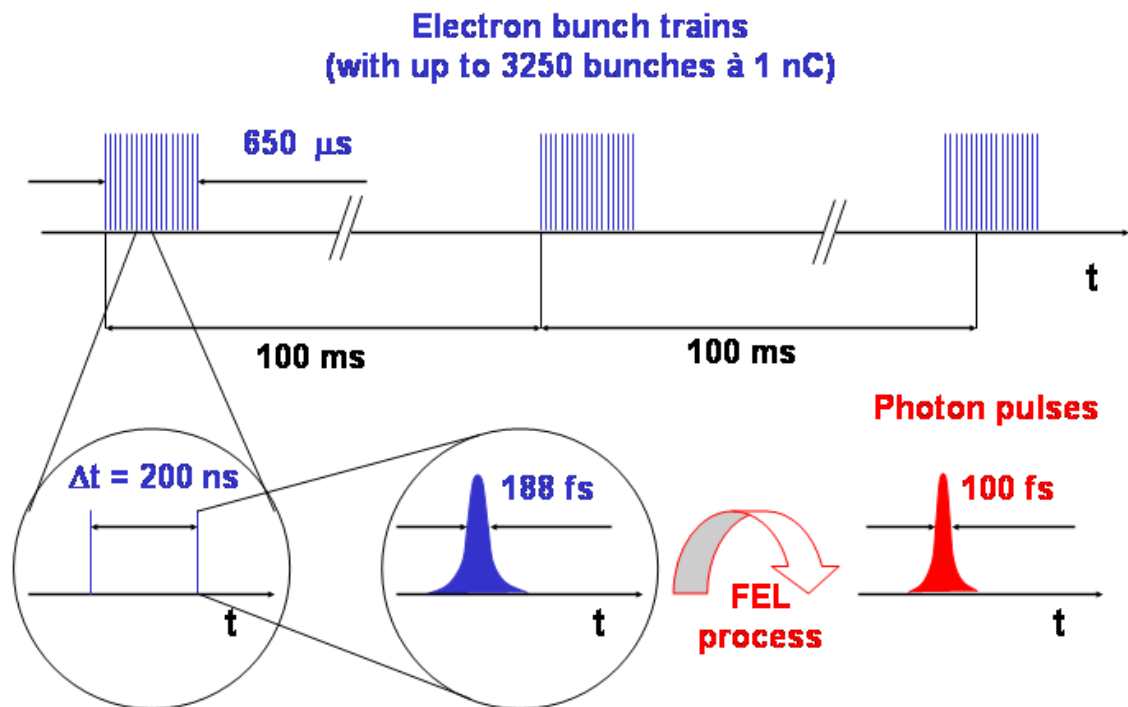 Electron bunch trains
(with up to 3250 bunches à 1 nC)
650 μs
t
100 ms
100 ms
Photon pulses
Δt = 200 ns
188 fs
100 fs
FEL
process
t
t
t